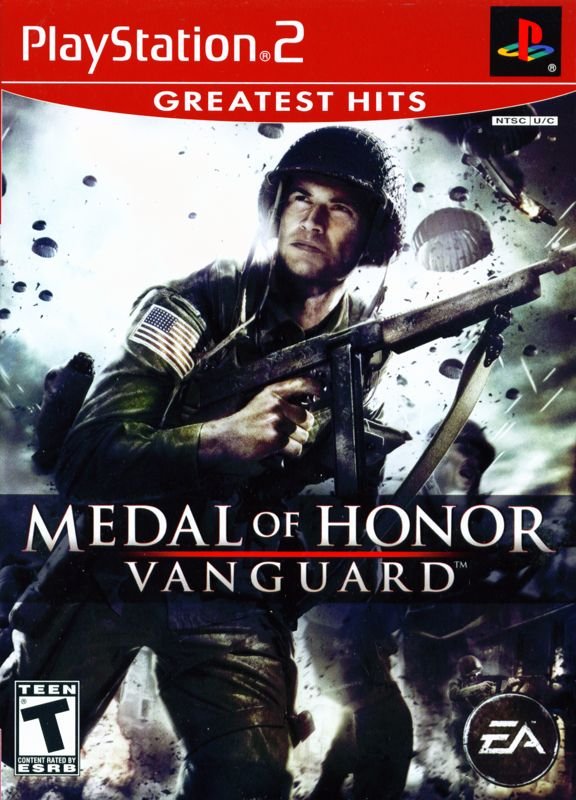 PlayStation®2
GREATEST HITS
NTSC U/C
MEDAL OF HONOR
VANGUARD™
TEEN
T
CONTENT RATED BY
ESRB
EA